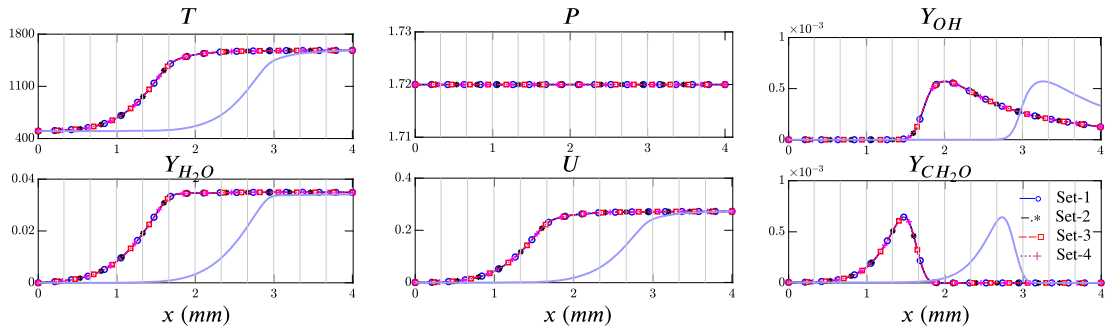 T
P
Y_OH
1800
1100
400
0 1 2 3 4
1.73
1.72
1.71
0 1 2 3 4
×10⁻³
1
0.5
0
0 1 2 3 4
Y_H₂O
U
Y_CH₂O
0.04
0.02
0
0 1 2 3 4
x (mm)
0.4
0.2
0
0 1 2 3 4
x (mm)
×10⁻³
1
0.5
0
0 1 2 3 4
x (mm)
Set-1
Set-2
Set-3
Set-4